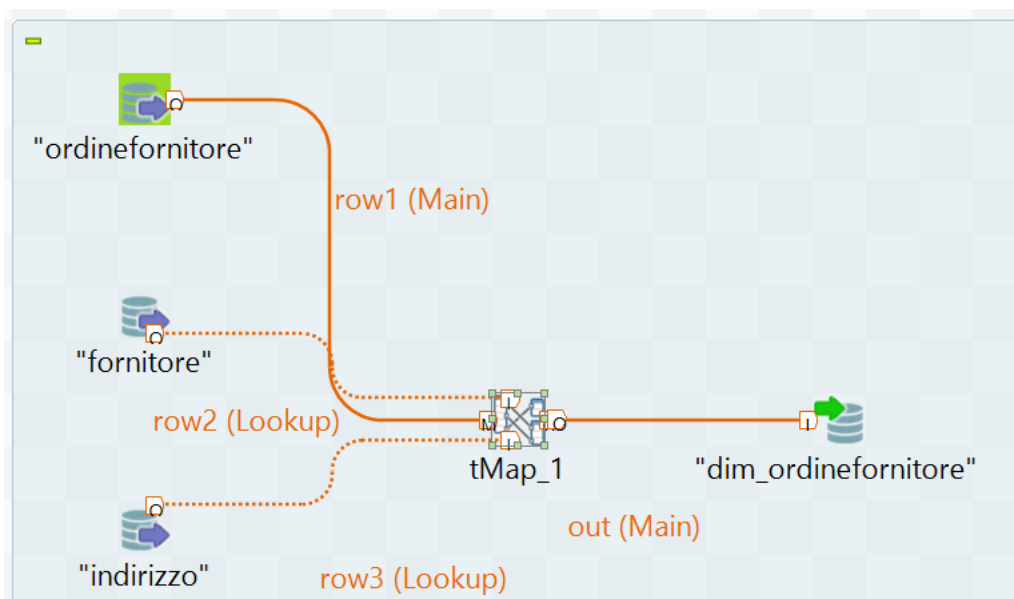 "ordinefornitore"
row1 (Main)
"fornitore"
row2 (Lookup)
tMap_1
"dim_ordinefornitore"
out (Main)
"indirizzo"
row3 (Lookup)
O
O
O
M
I
I
O
I